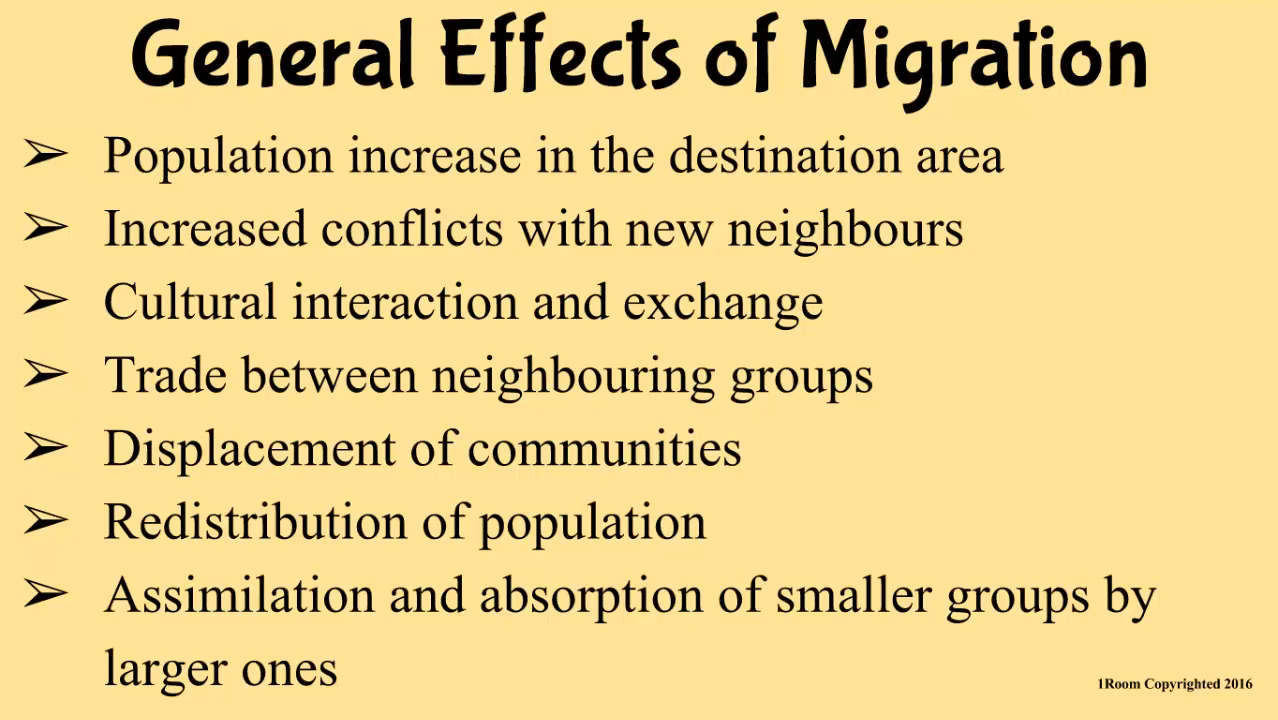 General Effects of Migration
➢ Population increase in the destination area
➢ Increased conflicts with new neighbours
➢ Cultural interaction and exchange
➢ Trade between neighbouring groups
➢ Displacement of communities
➢ Redistribution of population
➢ Assimilation and absorption of smaller groups by
larger ones
1Room Copyrighted 2016